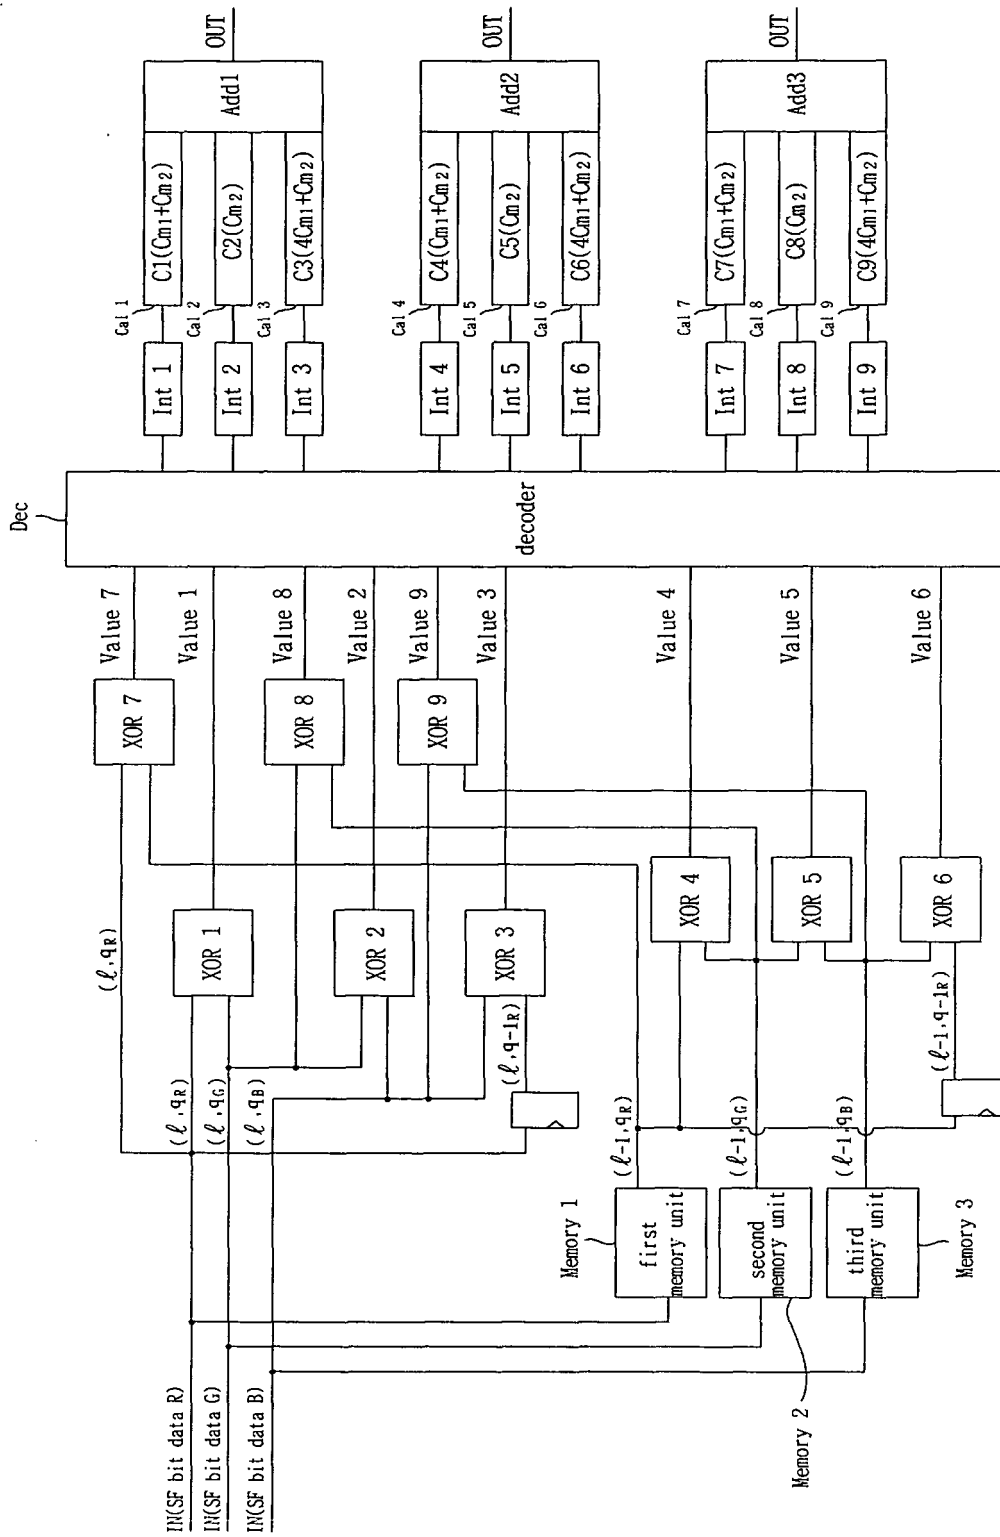 IN(SF bit data R)
IN(SF bit data G)
IN(SF bit data B)
(ℓ,qR)
(ℓ,qG)
(ℓ,qB)
(ℓ,qR)
(ℓ,q-1R)
Memory 1
first
memory unit
second
memory unit
third
memory unit
Memory 2
Memory 3
(ℓ-1,qR)
(ℓ-1,qG)
(ℓ-1,qB)
(ℓ-1,q-1R)
XOR 7
XOR 1
XOR 8
XOR 2
XOR 9
XOR 3
XOR 4
XOR 5
XOR 6
Value 7
Value 1
Value 8
Value 2
Value 9
Value 3
Value 4
Value 5
Value 6
Dec
decoder
Int 1
Int 2
Int 3
Int 4
Int 5
Int 6
Int 7
Int 8
Int 9
Cal 1
Cal 2
Cal 3
Cal 4
Cal 5
Cal 6
Cal 7
Cal 8
Cal 9
C1(Cm1+Cm2)
C2(Cm2)
C3(4Cm1+Cm2)
C4(Cm1+Cm2)
C5(Cm2)
C6(4Cm1+Cm2)
C7(Cm1+Cm2)
C8(Cm2)
C9(4Cm1+Cm2)
Add1
Add2
Add3
OUT
OUT
OUT